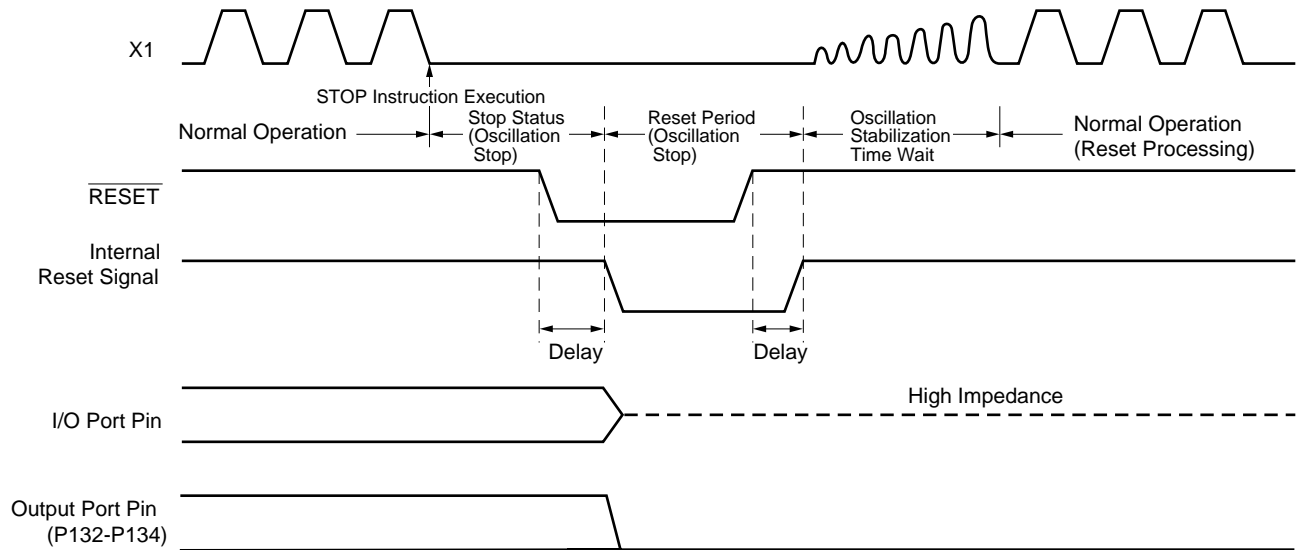 X1
STOP Instruction Execution
Normal Operation
Stop Status
(Oscillation
Stop)
Reset Period
(Oscillation
Stop)
Oscillation
Stabilization
Time Wait
Normal Operation
(Reset Processing)
RESET
Internal
Reset Signal
Delay
Delay
I/O Port Pin
High Impedance
Output Port Pin
(P132-P134)